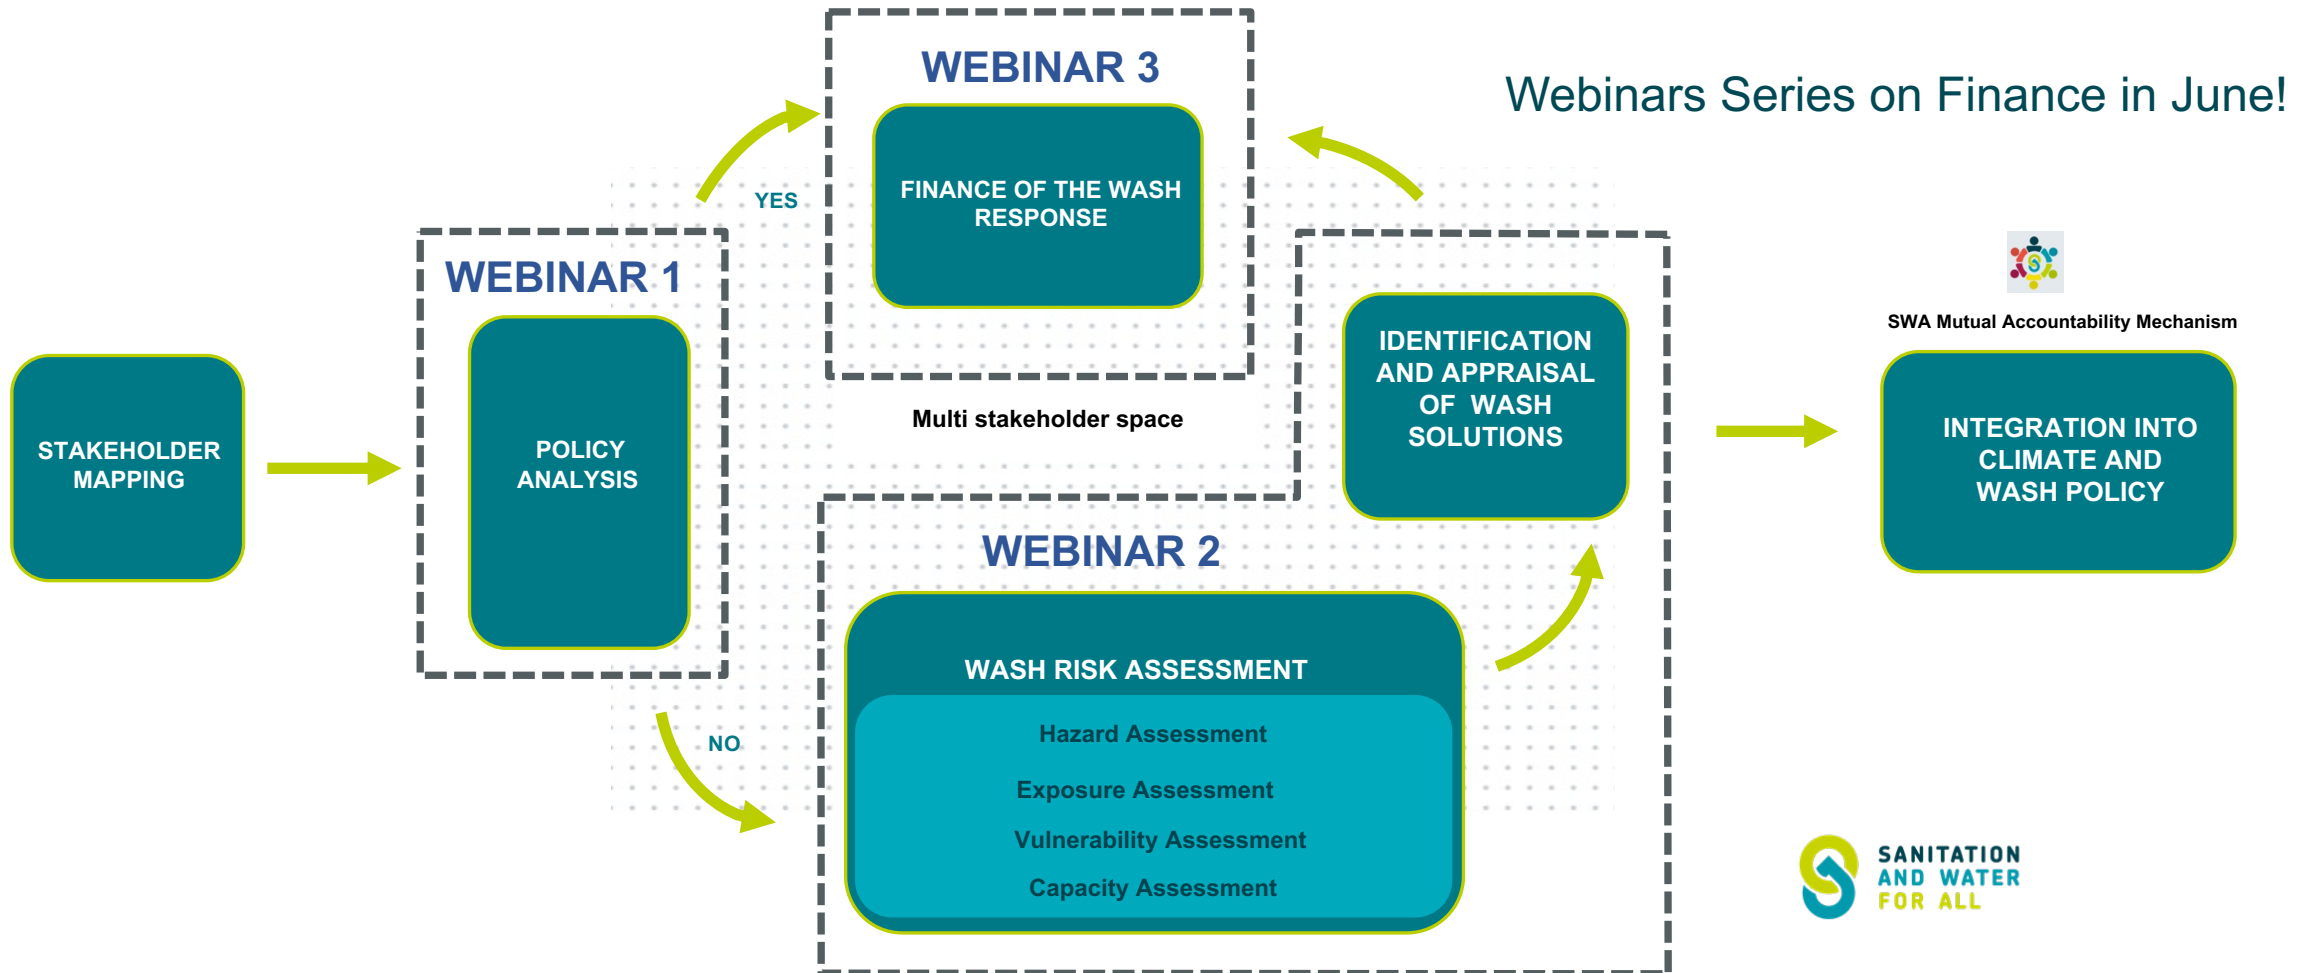 WEBINAR 3
Webinars Series on Finance in June!
FINANCE OF THE WASH
RESPONSE
YES
WEBINAR 1
SWA Mutual Accountability Mechanism
STAKEHOLDER
MAPPING
POLICY
ANALYSIS
Multi stakeholder space
IDENTIFICATION
AND APPRAISAL
OF WASH
SOLUTIONS
INTEGRATION INTO
CLIMATE AND
WASH POLICY
WEBINAR 2
WASH RISK ASSESSMENT
NO
Hazard Assessment
Exposure Assessment
Vulnerability Assessment
Capacity Assessment
SANITATION
AND WATER
FOR ALL